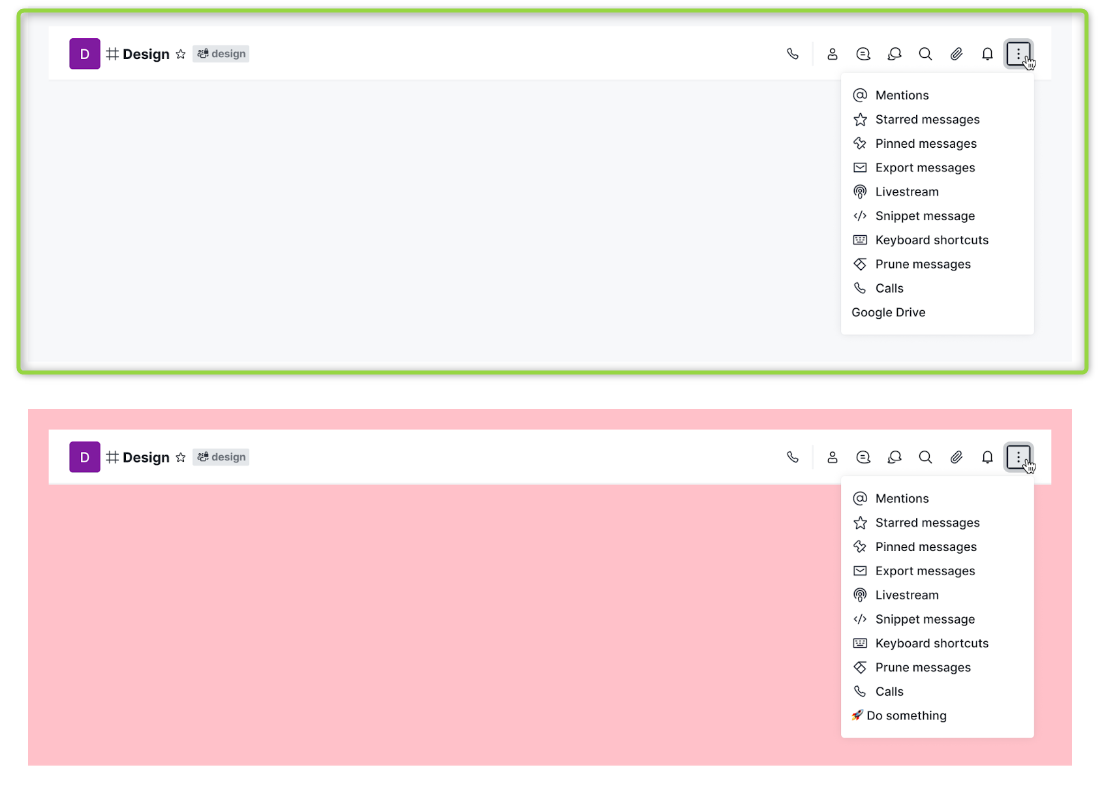 D # Design design
Mentions
Starred messages
Pinned messages
Export messages
Livestream
Snippet message
Keyboard shortcuts
Prune messages
Calls
Google Drive
D # Design design
Mentions
Starred messages
Pinned messages
Export messages
Livestream
Snippet message
Keyboard shortcuts
Prune messages
Calls
🚀 Do something